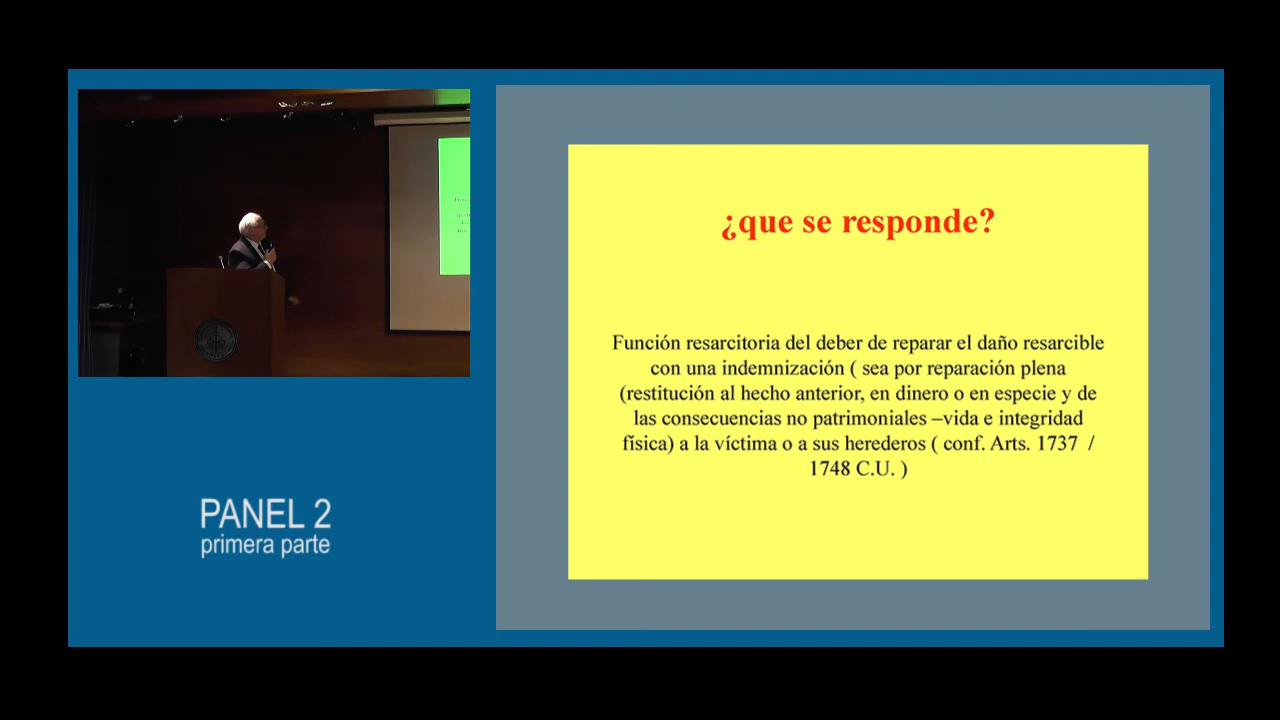 ¿que se responde?
Función resarcitoria del deber de reparar el daño resarcible
con una indemnización ( sea por reparación plena
(restitución al hecho anterior, en dinero o en especie y de
las consecuencias no patrimoniales –vida e integridad
física) a la víctima o a sus herederos ( conf. Arts. 1737 /
1748 C.U. )
PANEL 2
primera parte